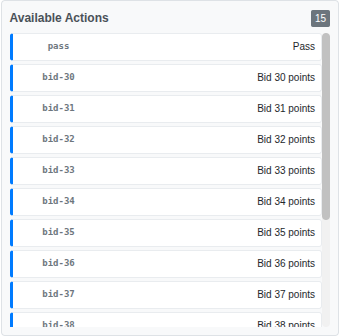 Available Actions 15
pass Pass
bid-30 Bid 30 points
bid-31 Bid 31 points
bid-32 Bid 32 points
bid-33 Bid 33 points
bid-34 Bid 34 points
bid-35 Bid 35 points
bid-36 Bid 36 points
bid-37 Bid 37 points
bid-38 Bid 38 points